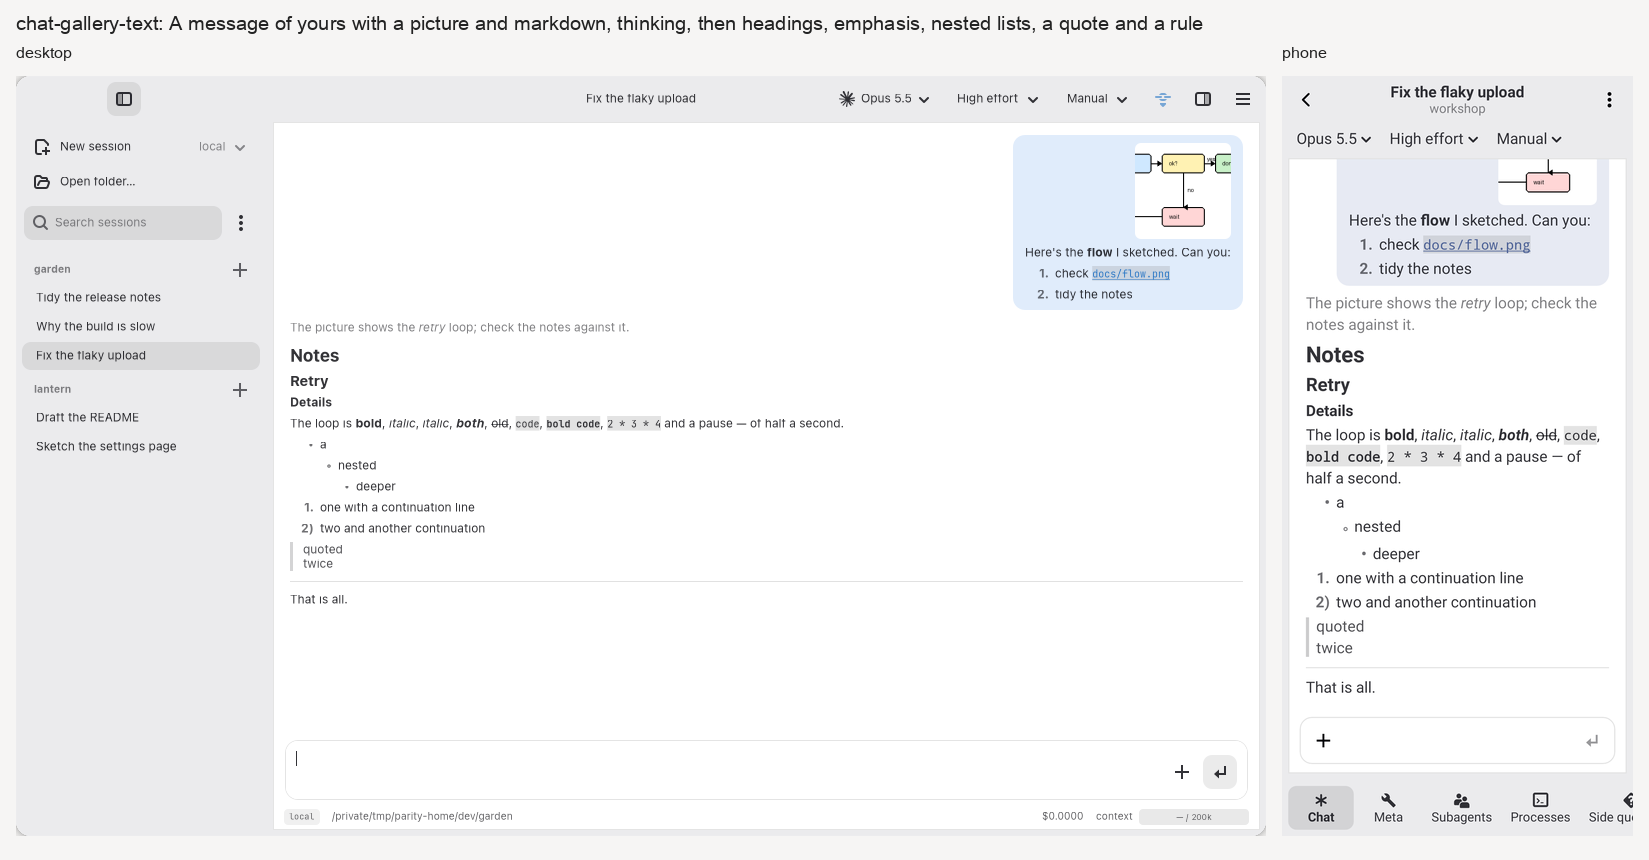 chat-gallery-text: A message of yours with a picture and markdown, thinking, then headings, emphasis, nested lists, a quote and a rule
desktop
Fix the flaky upload
Opus 5.5
High effort
Manual
New session
local
Open folder...
Search sessions
garden
Tidy the release notes
Why the build is slow
Fix the flaky upload
lantern
Draft the README
Sketch the settings page
ok?
no
wait
Here's the flow I sketched. Can you:
1. check docs/flow.png
2. tidy the notes
The picture shows the retry loop; check the notes against it.
Notes
Retry
Details
The loop is bold, italic, italic, both, old, code, bold code, 2 * 3 * 4 and a pause — of half a second.
• a
◦ nested
▪ deeper
1. one with a continuation line
2) two and another continuation
quoted
twice
That is all.
local
/private/tmp/parity-home/dev/garden
$0.0000
context
— / 200k
phone
Fix the flaky upload
workshop
Opus 5.5
High effort
Manual
wait
Here's the flow I sketched. Can you:
1. check docs/flow.png
2. tidy the notes
The picture shows the retry loop; check the
notes against it.
Notes
Retry
Details
The loop is bold, italic, italic, both, old, code,
bold code, 2 * 3 * 4 and a pause — of
half a second.
• a
◦ nested
• deeper
1. one with a continuation line
2) two and another continuation
quoted
twice
That is all.
Chat
Meta
Subagents
Processes
Side